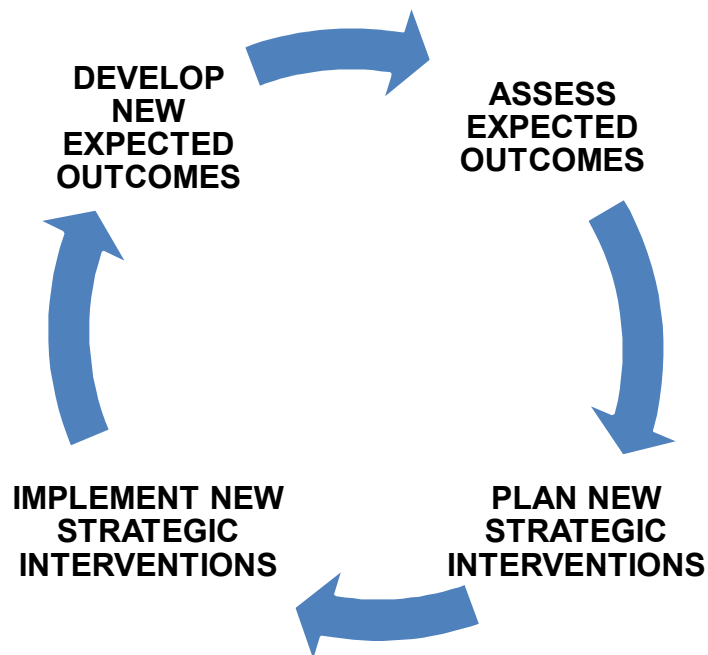 DEVELOP
NEW
EXPECTED
OUTCOMES
ASSESS
EXPECTED
OUTCOMES
PLAN NEW
STRATEGIC
INTERVENTIONS
IMPLEMENT NEW
STRATEGIC
INTERVENTIONS